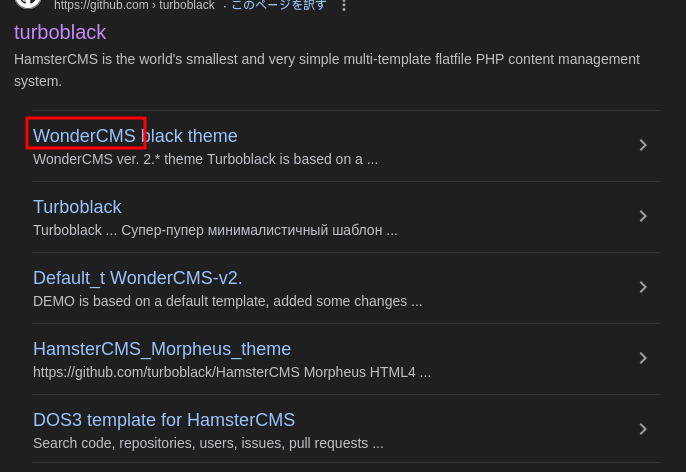 https://github.com › turboblack · このページを訳す
turboblack
HamsterCMS is the world's smallest and very simple multi-template flatfile PHP content management
system.
WonderCMS black theme
WonderCMS ver. 2.* theme Turboblack is based on a ...
Turboblack
Turboblack ... Супер-пупер минималистичный шаблон ...
Default_t WonderCMS-v2.
DEMO is based on a default template, added some changes ...
HamsterCMS_Morpheus_theme
https://github.com/turboblack/HamsterCMS Morpheus HTML4 ...
DOS3 template for HamsterCMS
Search code, repositories, users, issues, pull requests ...